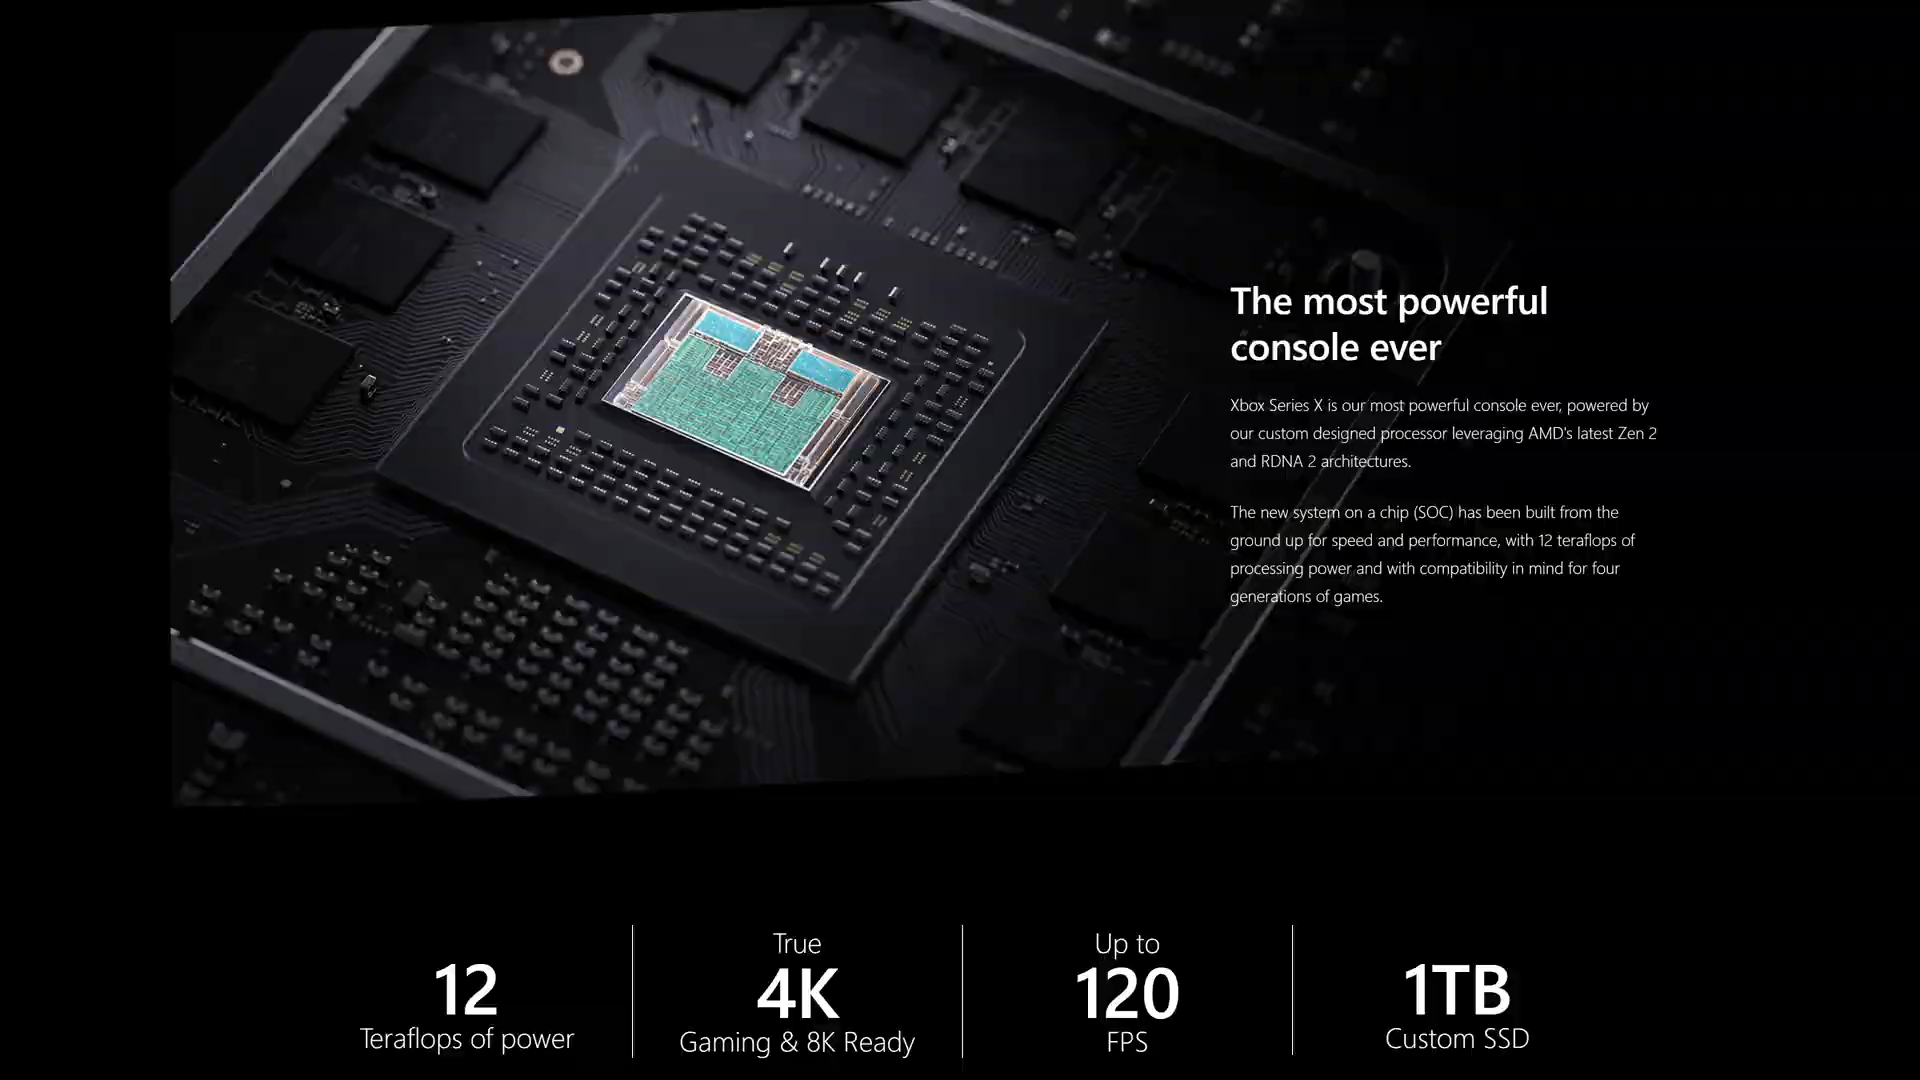 The most powerful
console ever
Xbox Series X is our most powerful console ever, powered by
our custom designed processor leveraging AMD's latest Zen 2
and RDNA 2 architectures.
The new system on a chip (SOC) has been built from the
ground up for speed and performance, with 12 teraflops of
processing power and with compatibility in mind for four
generations of games.
12
Teraflops of power
True
4K
Gaming & 8K Ready
Up to
120
FPS
1TB
Custom SSD